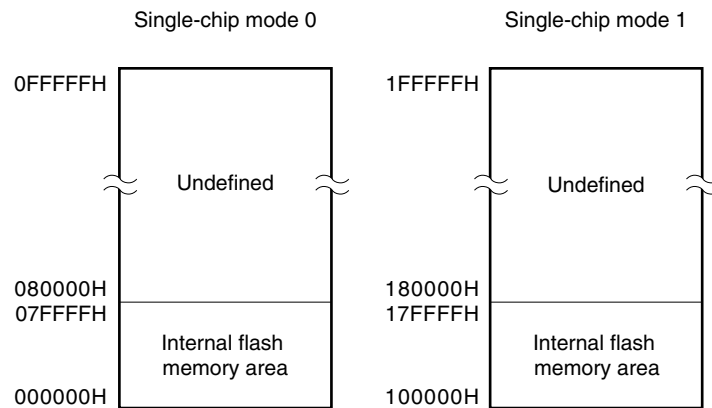 Single-chip mode 0
0FFFFFH
Undefined
080000H
07FFFFH
Internal flash
memory area
000000H
Single-chip mode 1
1FFFFFH
Undefined
180000H
17FFFFH
Internal flash
memory area
100000H